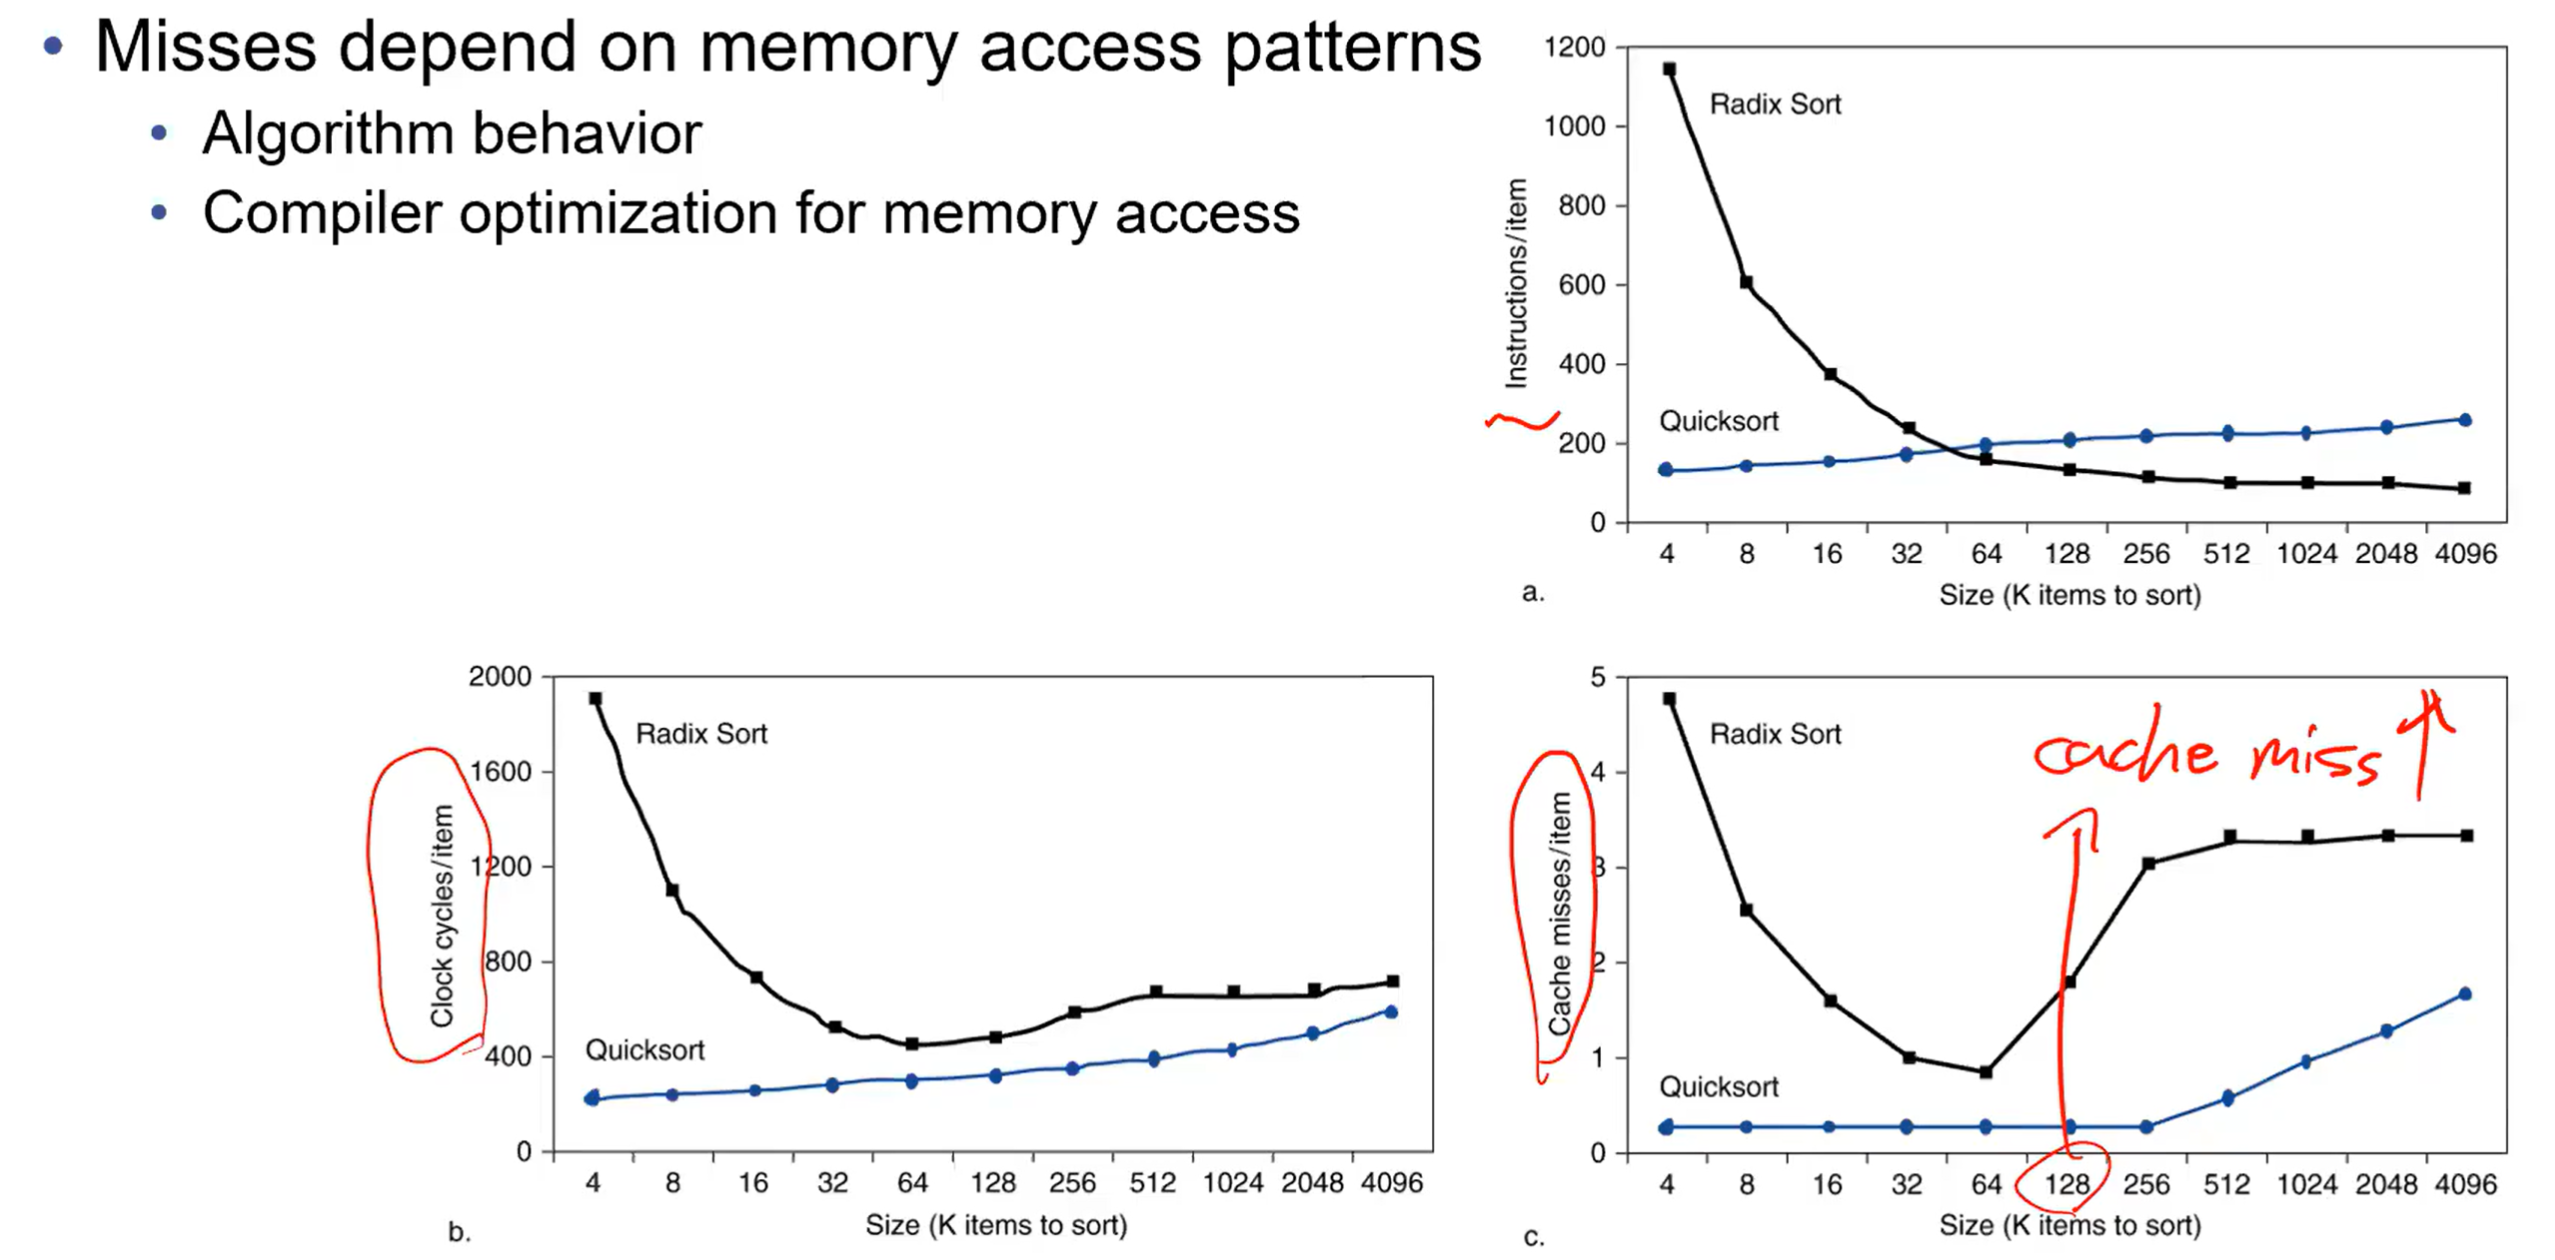 • Misses depend on memory access patterns
• Algorithm behavior
• Compiler optimization for memory access
1200
1000
800
600
400
200
0
Instructions/item
Radix Sort
Quicksort
4 8 16 32 64 128 256 512 1024 2048 4096
Size (K items to sort)
a.
2000
1600
1200
800
400
0
Clock cycles/item
Radix Sort
Quicksort
4 8 16 32 64 128 256 512 1024 2048 4096
Size (K items to sort)
b.
5
4
3
2
1
0
Cache misses/item
Radix Sort
cache miss ↑
Quicksort
4 8 16 32 64 128 256 512 1024 2048 4096
Size (K items to sort)
c.